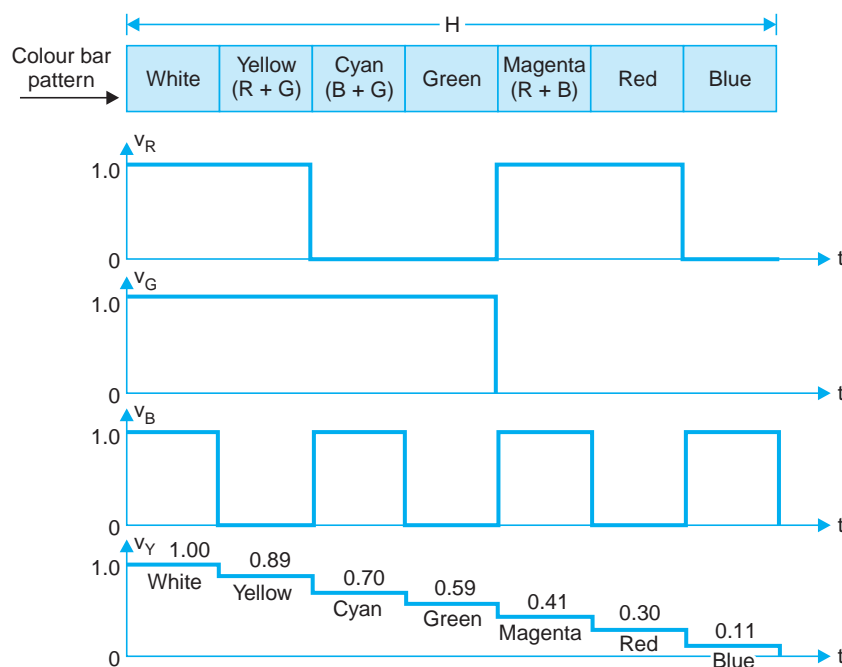 H
Colour bar
pattern
White
Yellow
(R + G)
Cyan
(B + G)
Green
Magenta
(R + B)
Red
Blue
vR
1.0
0
t
vG
1.0
0
t
vB
1.0
0
t
vY
1.0
1.00
0.89
0.70
0.59
0.41
0.30
0.11
White
Yellow
Cyan
Green
Magenta
Red
Blue
0
t